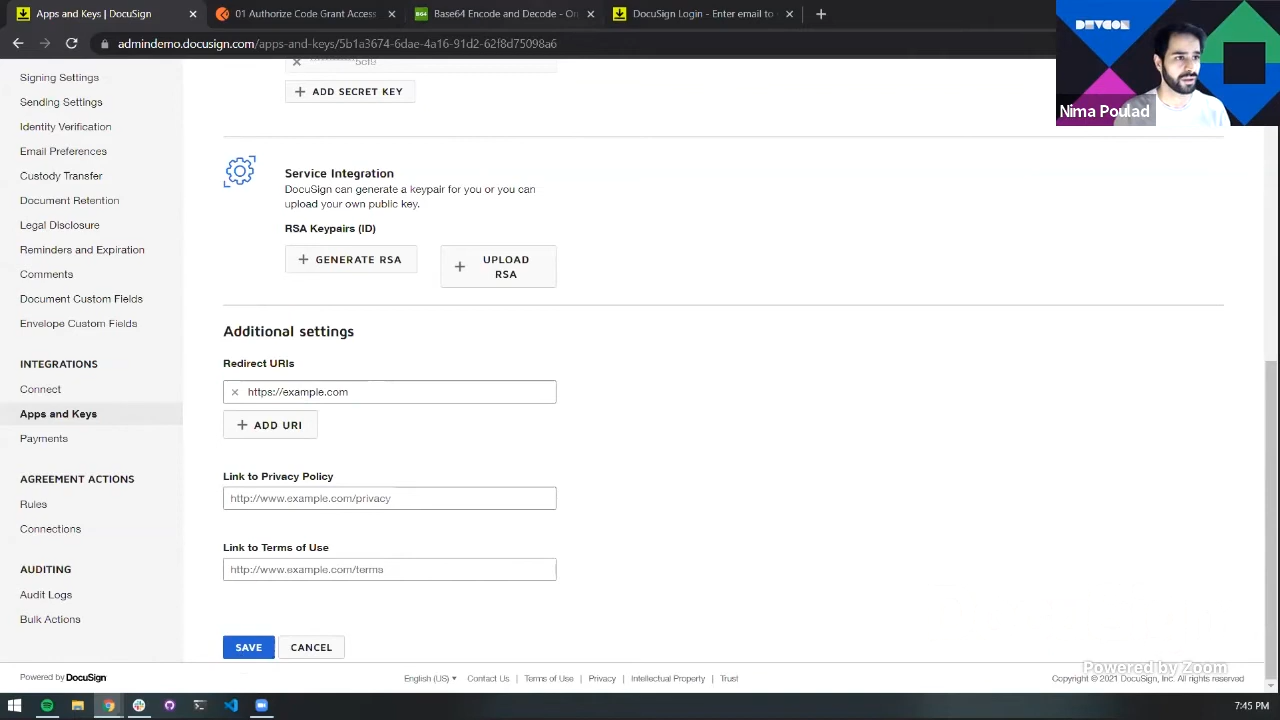 Apps and Keys | DocuSign
01 Authorize Code Grant Access
Base64 Encode and Decode - On
DocuSign Login - Enter email to
admindemo.docusign.com/apps-and-keys/5b1a3674-6dae-4a16-91d2-62f8d75098a6
DEVCON
Nima Poulad
Signing Settings
Sending Settings
Identity Verification
Email Preferences
Custody Transfer
Document Retention
Legal Disclosure
Reminders and Expiration
Comments
Document Custom Fields
Envelope Custom Fields
INTEGRATIONS
Connect
Apps and Keys
Payments
AGREEMENT ACTIONS
Rules
Connections
AUDITING
Audit Logs
Bulk Actions
ADD SECRET KEY
Service Integration
DocuSign can generate a keypair for you or you can
upload your own public key.
RSA Keypairs (ID)
GENERATE RSA
UPLOAD
RSA
Additional settings
Redirect URIs
https://example.com
ADD URI
Link to Privacy Policy
http://www.example.com/privacy
Link to Terms of Use
http://www.example.com/terms
SAVE
CANCEL
Powered by Zoom
Powered by DocuSign
English (US) Contact Us | Terms of Use | Privacy | Intellectual Property | Trust
Copyright © 2021 DocuSign, Inc. All rights reserved
7:45 PM